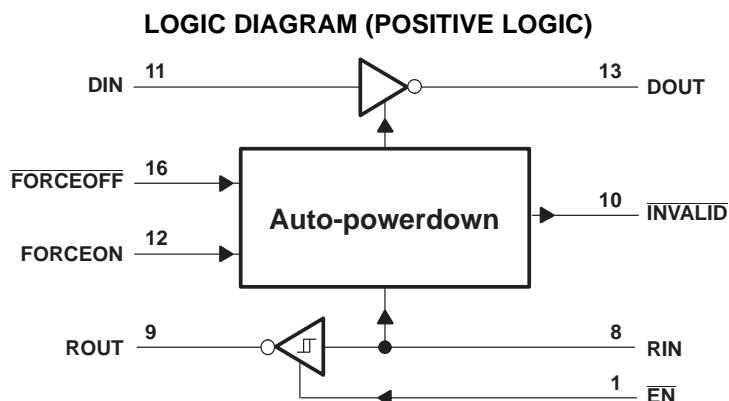 LOGIC DIAGRAM (POSITIVE LOGIC)
DIN 11 13 DOUT
FORCEOFF 16
Auto-powerdown
10 INVALID
FORCEON 12
ROUT 9 8 RIN
1 EN